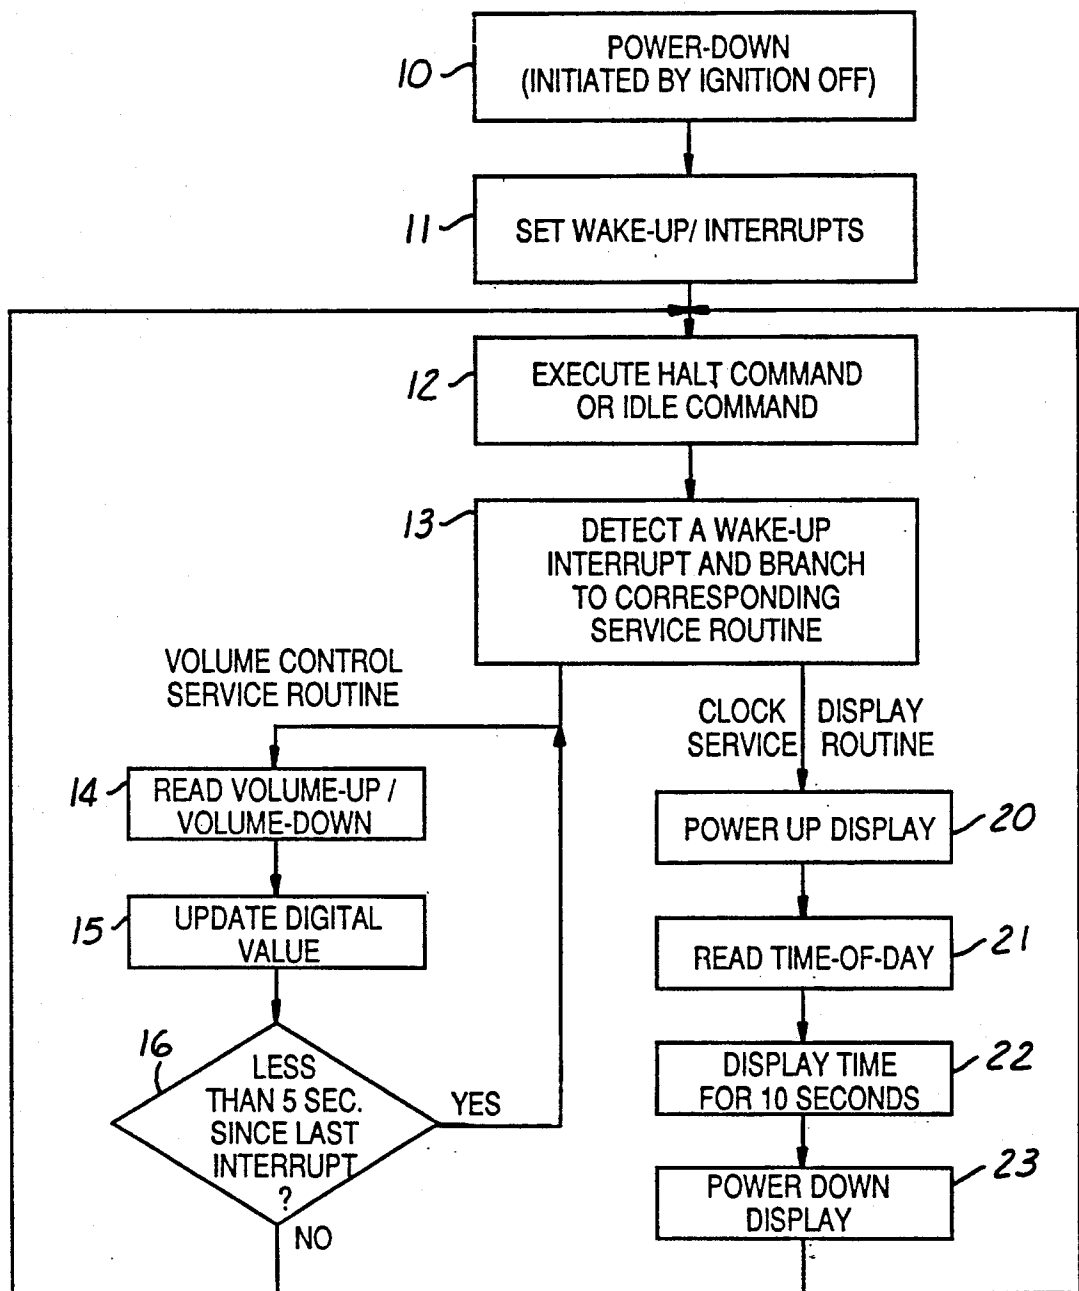 10
POWER-DOWN
(INITIATED BY IGNITION OFF)
11
SET WAKE-UP/ INTERRUPTS
12
EXECUTE HALT COMMAND
OR IDLE COMMAND
13
DETECT A WAKE-UP
INTERRUPT AND BRANCH
TO CORRESPONDING
SERVICE ROUTINE
VOLUME CONTROL
SERVICE ROUTINE
CLOCK DISPLAY
SERVICE ROUTINE
14
READ VOLUME-UP /
VOLUME-DOWN
15
UPDATE DIGITAL
VALUE
16
LESS
THAN 5 SEC.
SINCE LAST
INTERRUPT
?
YES
NO
POWER UP DISPLAY
20
READ TIME-OF-DAY
21
DISPLAY TIME
FOR 10 SECONDS
22
POWER DOWN
DISPLAY
23